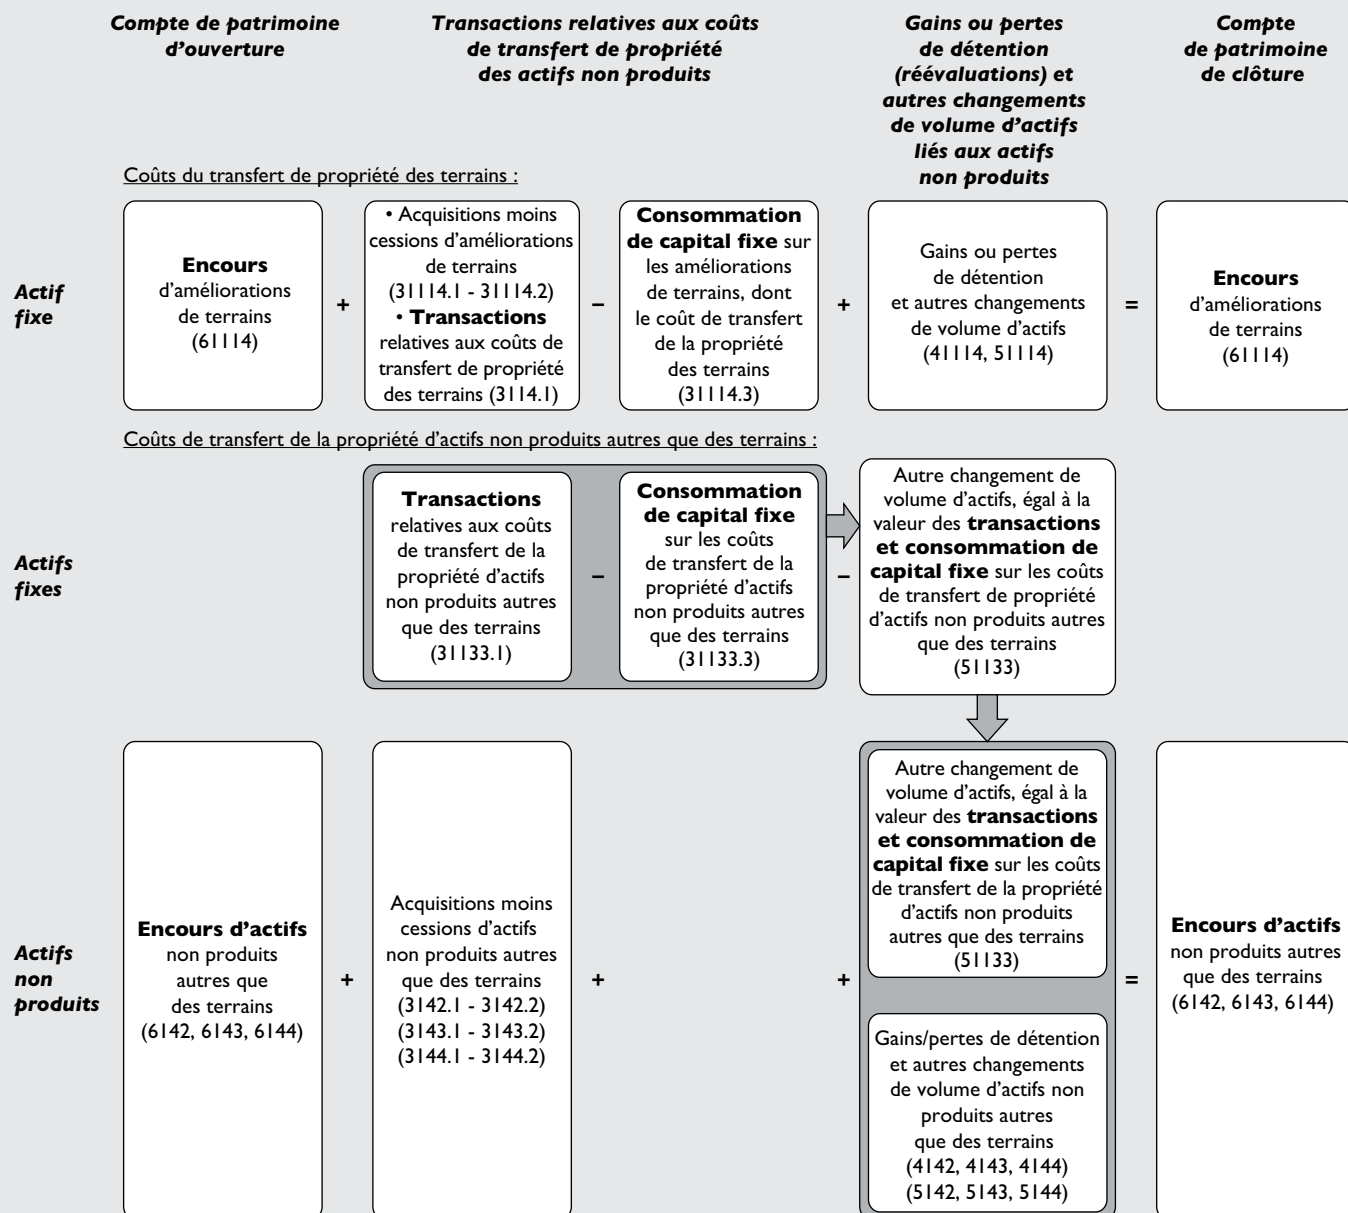 Compte de patrimoine
d'ouverture
Transactions relatives aux coûts
de transfert de propriété
des actifs non produits
Gains ou pertes
de détention
(réévaluations) et
autres changements
de volume d'actifs
liés aux actifs
non produits
Compte
de patrimoine
de clôture
Coûts du transfert de propriété des terrains :
Actif
fixe
Encours
d'améliorations
de terrains
(61114)
+
• Acquisitions moins
cessions d'améliorations
de terrains
(31114.1 - 31114.2)
• Transactions
relatives aux coûts de
transfert de propriété
des terrains (3114.1)
–
Consommation
de capital fixe sur
les améliorations
de terrains, dont
le coût de transfert
de la propriété
des terrains
(31114.3)
+
Gains ou pertes
de détention
et autres changements
de volume d'actifs
(41114, 51114)
=
Encours
d'améliorations
de terrains
(61114)
Coûts de transfert de la propriété d'actifs non produits autres que des terrains :
Actifs
fixes
Transactions
relatives aux coûts
de transfert de la
propriété d'actifs
non produits autres
que des terrains
(31133.1)
–
Consommation
de capital fixe
sur les coûts
de transfert de la
propriété d'actifs
non produits autres
que des terrains
(31133.3)
–
Autre changement de
volume d'actifs, égal à la
valeur des transactions
et consommation de
capital fixe sur les coûts
de transfert de propriété
d'actifs non produits autres
que des terrains
(51133)
Actifs
non
produits
Encours d'actifs
non produits
autres que
des terrains
(6142, 6143, 6144)
+
Acquisitions moins
cessions d'actifs
non produits autres
que des terrains
(3142.1 - 3142.2)
(3143.1 - 3143.2)
(3144.1 - 3144.2)
+
+
Autre changement de
volume d'actifs, égal à la
valeur des transactions
et consommation de
capital fixe sur les coûts
de transfert de la propriété
d'actifs non produits
autres que des terrains
(51133)
Gains/pertes de détention
et autres changements
de volume d'actifs non
produits autres
que des terrains
(4142, 4143, 4144)
(5142, 5143, 5144)
=
Encours d'actifs
non produits autres
que des terrains
(6142, 6143, 6144)